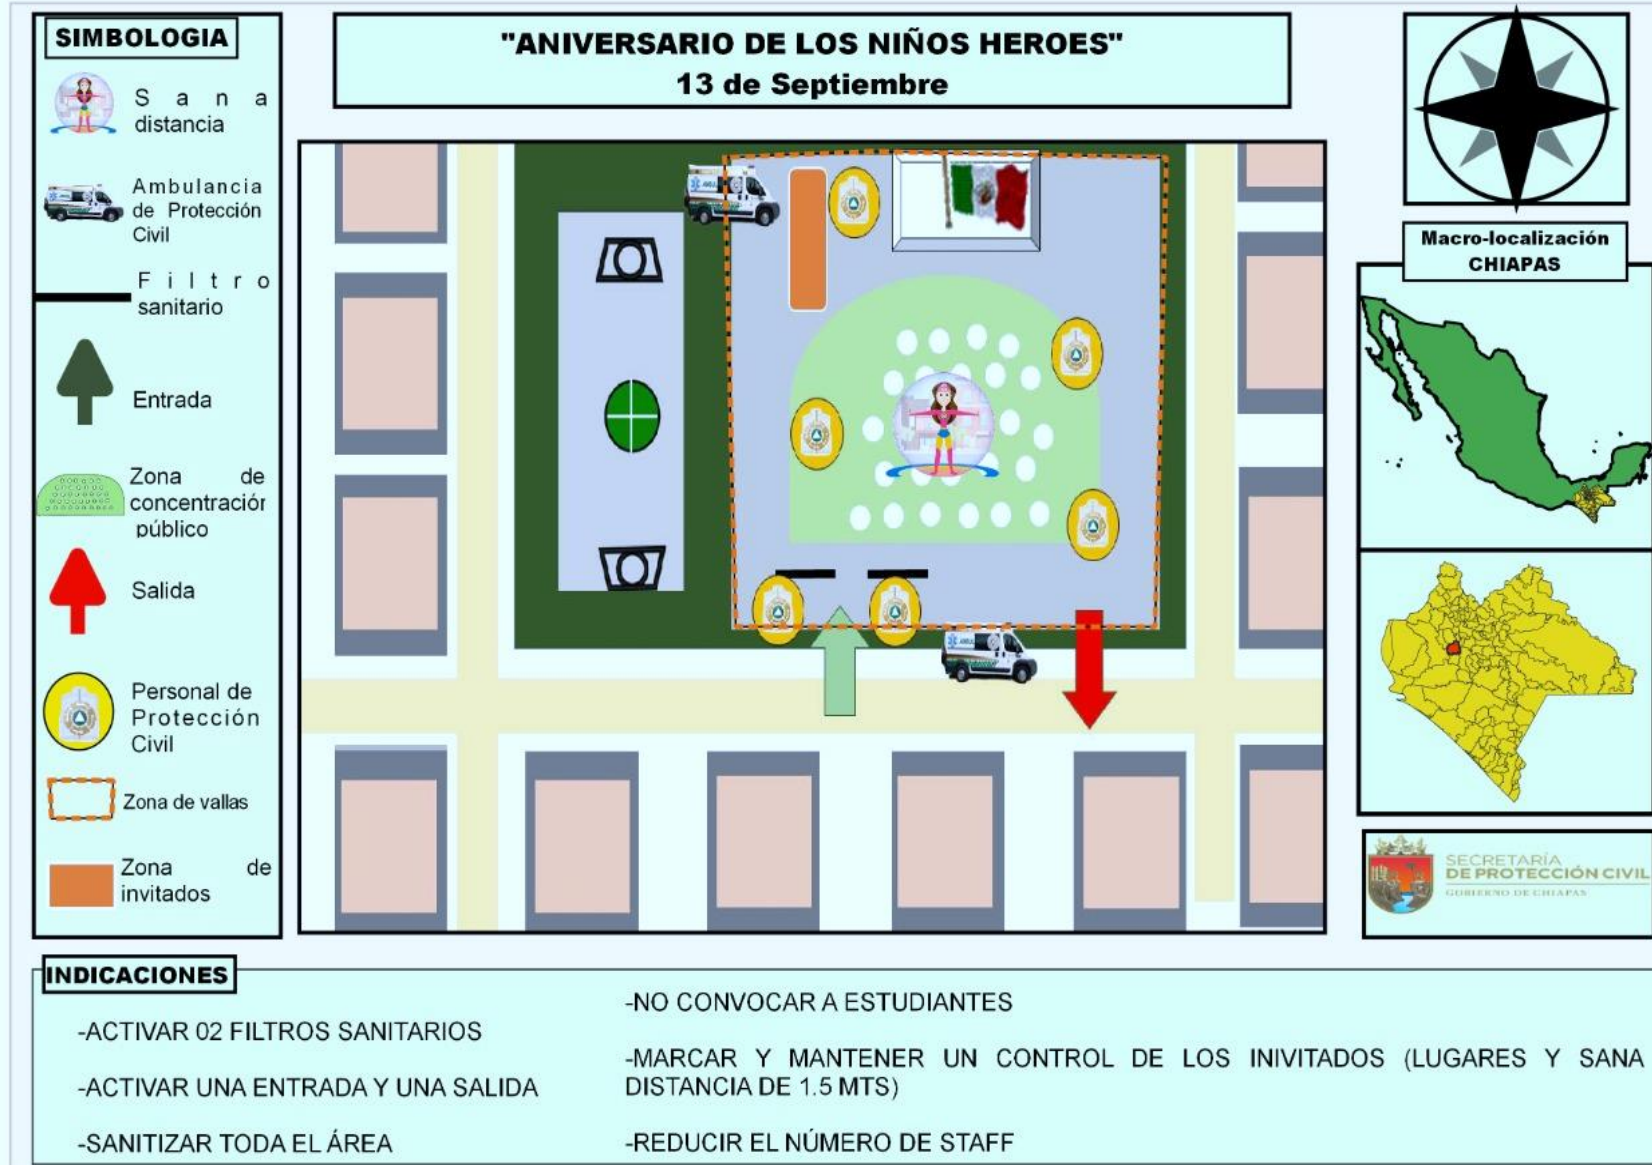 SIMBOLOGIA
S a n a
distancia
Ambulancia
de Protección
Civil
F i l t r o
sanitario
Entrada
Zona de
concentración
público
Salida
Personal de
Protección
Civil
Zona de vallas
Zona de
invitados
"ANIVERSARIO DE LOS NIÑOS HEROES"
13 de Septiembre
Macro-localización
CHIAPAS
SECRETARÍA
DE PROTECCIÓN CIVIL
GOBIERNO DE CHIAPAS
INDICACIONES
-ACTIVAR 02 FILTROS SANITARIOS
-ACTIVAR UNA ENTRADA Y UNA SALIDA
-SANITIZAR TODA EL ÁREA
-NO CONVOCAR A ESTUDIANTES
-MARCAR Y MANTENER UN CONTROL DE LOS INIVITADOS (LUGARES Y SANA
DISTANCIA DE 1.5 MTS)
-REDUCIR EL NÚMERO DE STAFF